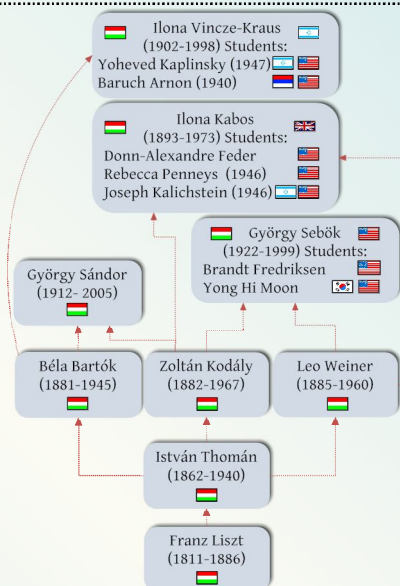 Ilona Vincze-Kraus
(1902-1998) Students:
Yoheved Kaplinsky (1947)
Baruch Arnon (1940)
Ilona Kabos
(1893-1973) Students:
Donn-Alexandre Feder
Rebecca Penneys (1946)
Joseph Kalichstein (1946)
György Sebök
(1922-1999) Students:
Brandt Fredriksen
Yong Hi Moon
György Sándor
(1912- 2005)
Béla Bartók
(1881-1945)
Zoltán Kodály
(1882-1967)
Leo Weiner
(1885-1960)
István Thomán
(1862-1940)
Franz Liszt
(1811-1886)